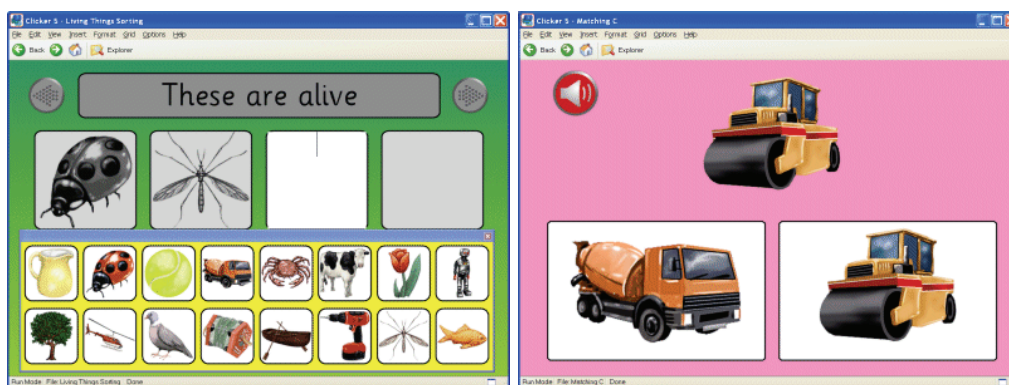 Clicker 5 - Living Things Sorting
File Edit View Insert Format Grid Options Help
Back Explorer
These are alive
Run Mode File: Living Things Sorting Done
Clicker 5 - Matching C
File Edit View Insert Format Grid Options Help
Back Explorer
Run Mode File: Matching C Done